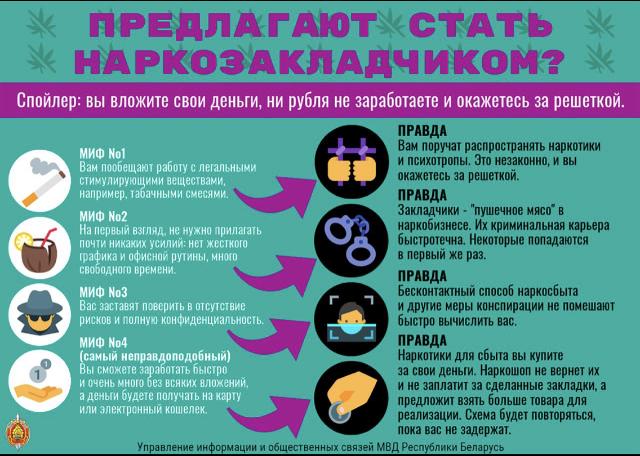 ПРЕДЛАГАЮТ СТАТЬ
НАРКОЗАКЛАДЧИКОМ?
Спойлер: вы вложите свои деньги, ни рубля не заработаете и окажетесь за решеткой.
МИФ №1
Вам пообещают работу с легальными
стимулирующими веществами,
например, табачными смесями.
ПРАВДА
Вам поручат распространять наркотики
и психотропы. Это незаконно, и вы
окажетесь за решеткой.
МИФ №2
На первый взгляд, не нужно прилагать
почти никаких усилий: нет жесткого
графика и офисной рутины, много
свободного времени.
ПРАВДА
Закладчики - "пушечное мясо" в
наркобизнесе. Их криминальная карьера
быстротечна. Некоторые попадаются
в первый же раз.
МИФ №3
Вас заставят поверить в отсутствие
рисков и полную конфиденциальность.
ПРАВДА
Бесконтактный способ наркосбыта
и другие меры конспирации не помешают
быстро вычислить вас.
МИФ №4
(самый неправдоподобный)
Вы сможете заработать быстро
и очень много без всяких вложений,
а деньги будете получать на карту
или электронный кошелек.
ПРАВДА
Наркотики для сбыта вы купите
за свои деньги. Наркошоп не вернет их
и не заплатит за сделанные закладки, а
предложит взять больше товара для
реализации. Схема будет повторяться,
пока вас не задержат.
Управление информации и общественных связей МВД Республики Беларусь